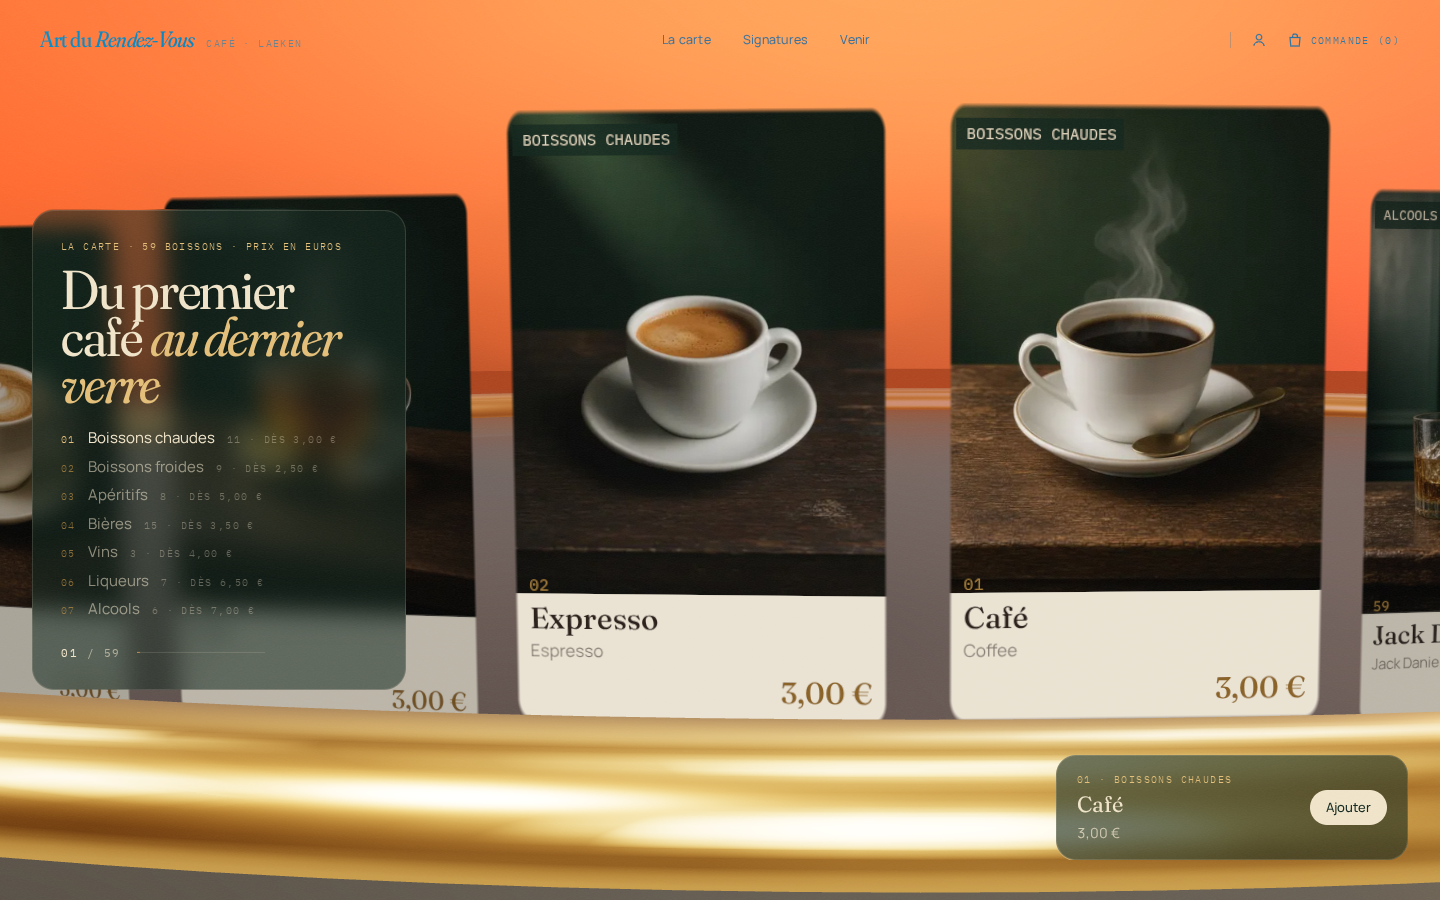 Art du Rendez-Vous CAFÉ · LAEKEN
La carte Signatures Venir
COMMANDE (0)
BOISSONS CHAUDES
BOISSONS CHAUDES
ALCOOLS
LA CARTE · 59 BOISSONS · PRIX EN EUROS
Du premier
café au dernier
verre
01 Boissons chaudes 11 · DÈS 3,00 €
02 Boissons froides 9 · DÈS 2,50 €
03 Apéritifs 8 · DÈS 5,00 €
04 Bières 15 · DÈS 3,50 €
05 Vins 3 · DÈS 4,00 €
06 Liqueurs 7 · DÈS 6,50 €
07 Alcools 6 · DÈS 7,00 €
01 / 59
3,00 €
3,00 €
02
Expresso
Espresso
3,00 €
01
Café
Coffee
3,00 €
59
Jack D
Jack Danie
01 · BOISSONS CHAUDES
Café
3,00 €
Ajouter